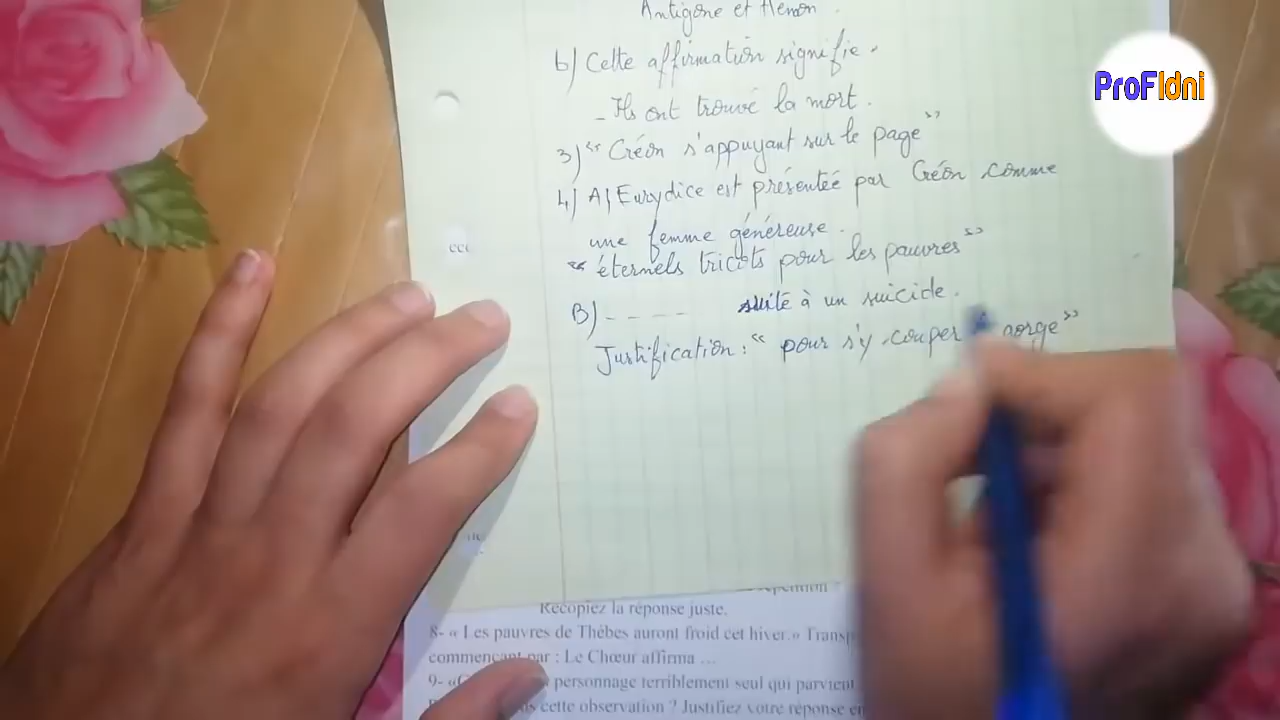 Antigone et Hémon.
b) Cette affirmation signifie.
- Ils ont trouvé la mort.
3) " Créon s'appuyant sur le page "
4) A) Eurydice est présentée par Créon comme
une femme généreuse.
" éternels tricots pour les pauvres "
B) - - - - - suite à un suicide.
Justification : " pour s'y couper gorge "
Recopiez la réponse juste.
8- « Les pauvres de Thèbes auront froid cet hiver.»
commençant par : Le Chœur affirma ...
9- personnage terriblement seul qui parvient
cette observation ? Justifiez votre réponse
ProFIdni